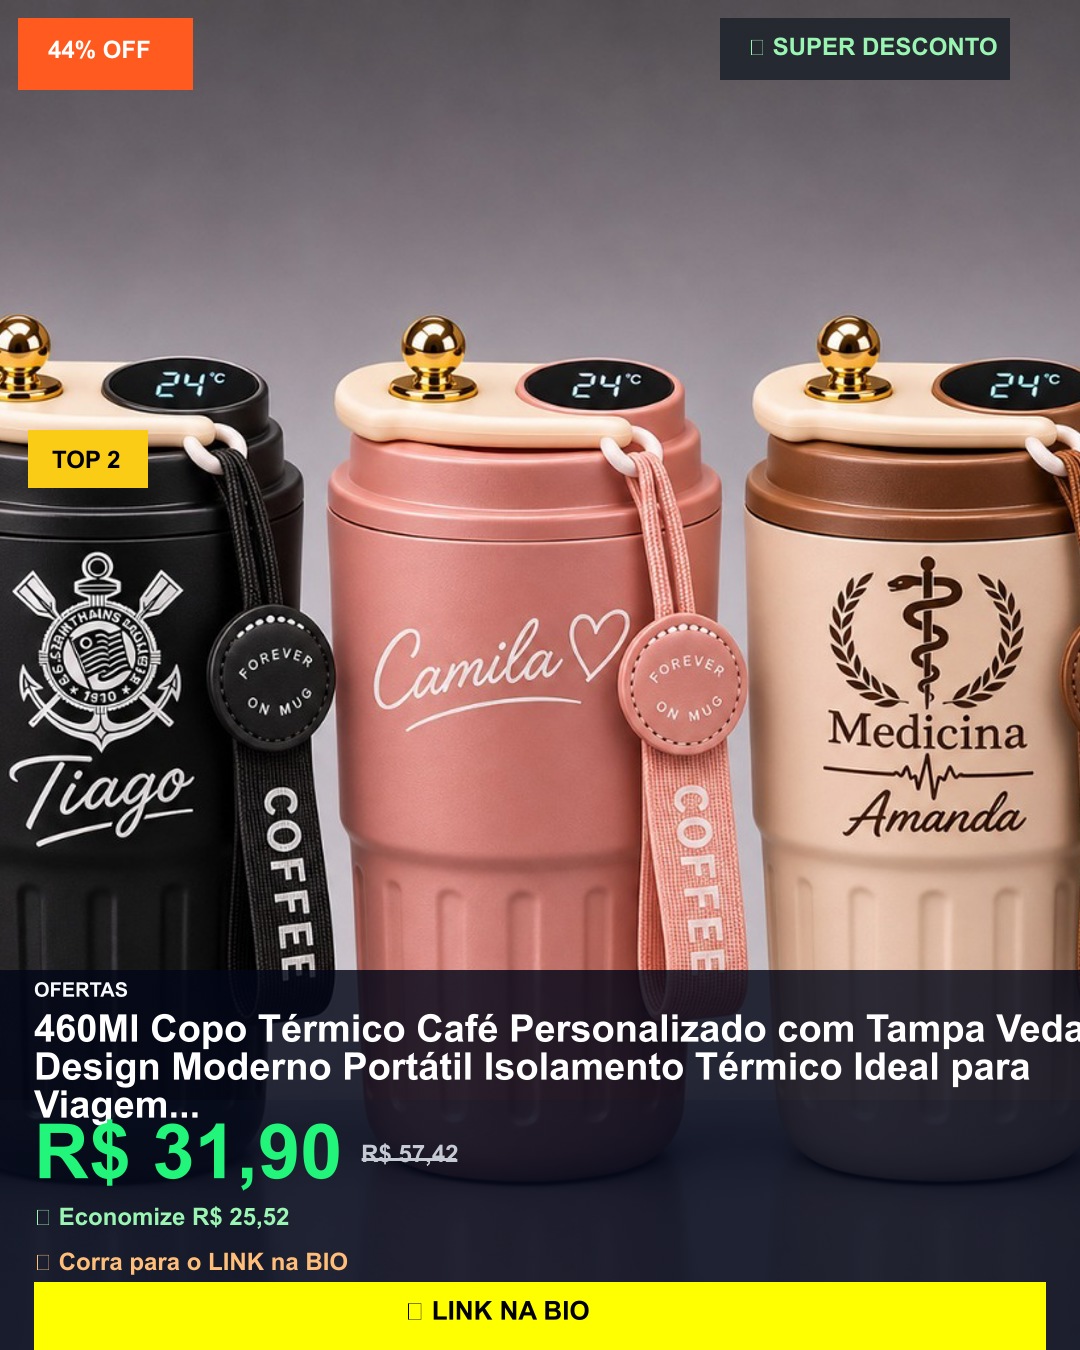 44% OFF
SUPER DESCONTO
24°C
24°C
24°C
TOP 2
1910
Tiago
FOREVER
ON MUG
COFFEE
Camila
FOREVER
ON MUG
COFFEE
Medicina
Amanda
OFERTAS
460Ml Copo Térmico Café Personalizado com Tampa Veda
Design Moderno Portátil Isolamento Térmico Ideal para
Viagem...
R$ 31,90 R$ 57,42
Economize R$ 25,52
Corra para o LINK na BIO
LINK NA BIO